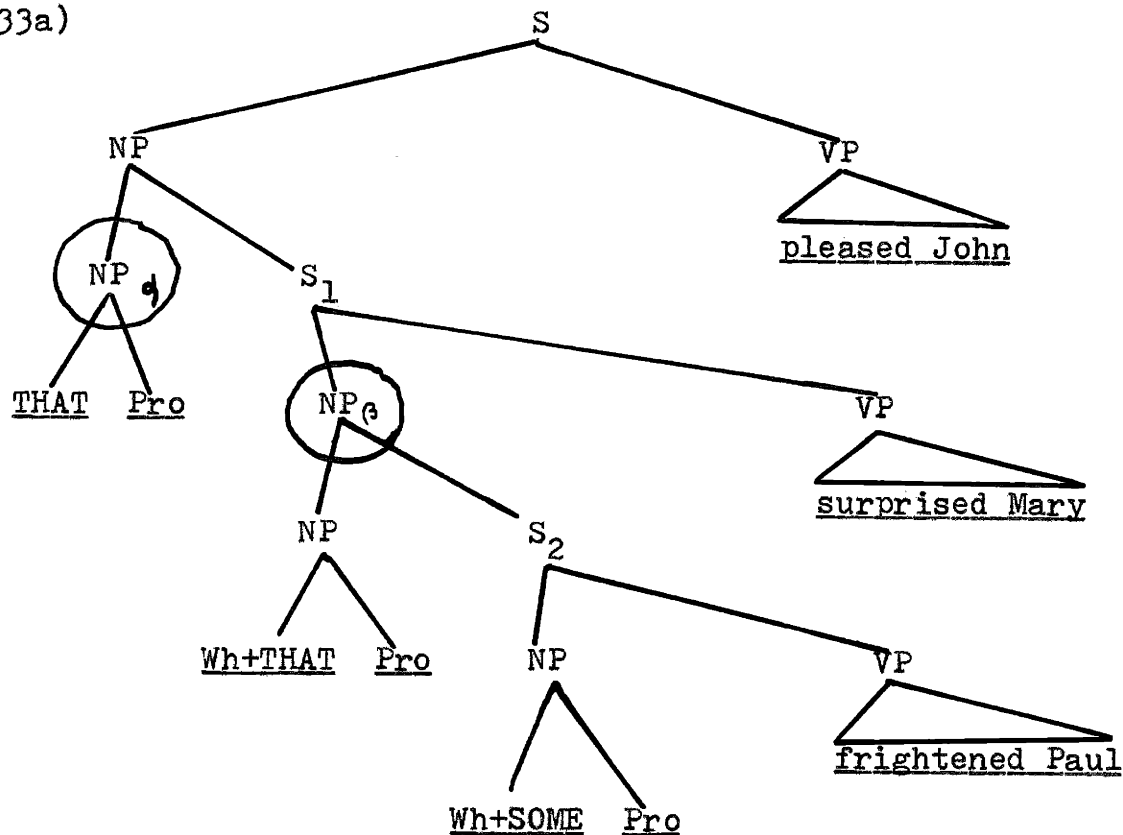 33a)
S
NP VP
pleased John
NP α S1
THAT Pro
NPβ VP
surprised Mary
NP S2
Wh+THAT Pro NP VP
frightened Paul
Wh+SOME Pro